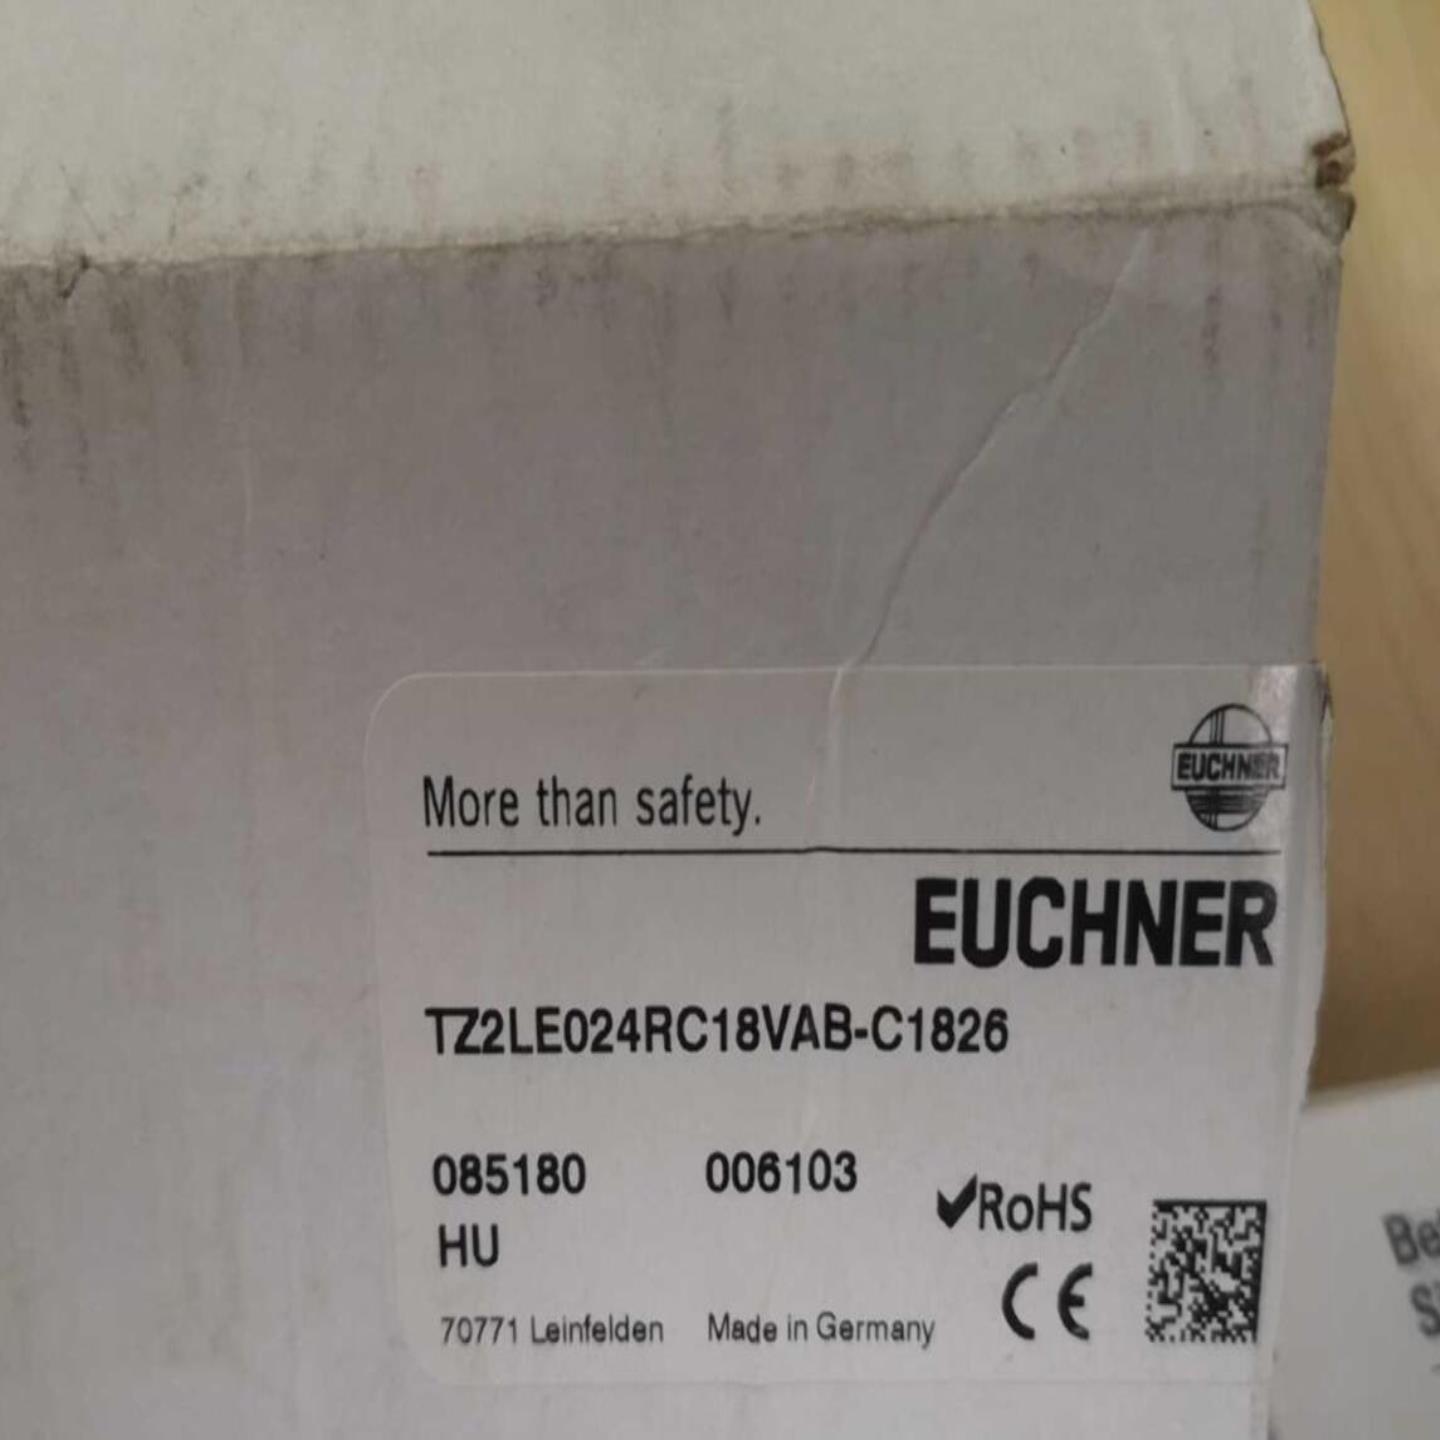 More than safety.
EUCHNER
EUCHNER
TZ2LE024RC18VAB-C1826
085180 006103
HU
✔RoHS
CE
70771 Leinfelden Made in Germany